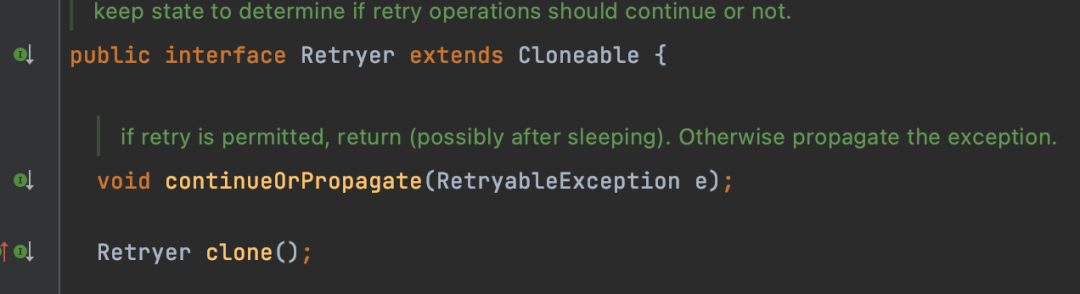 keep state to determine if retry operations should continue or not.
public interface Retryer extends Cloneable {
if retry is permitted, return (possibly after sleeping). Otherwise propagate the exception.
void continueOrPropagate(RetryableException e);
Retryer clone();